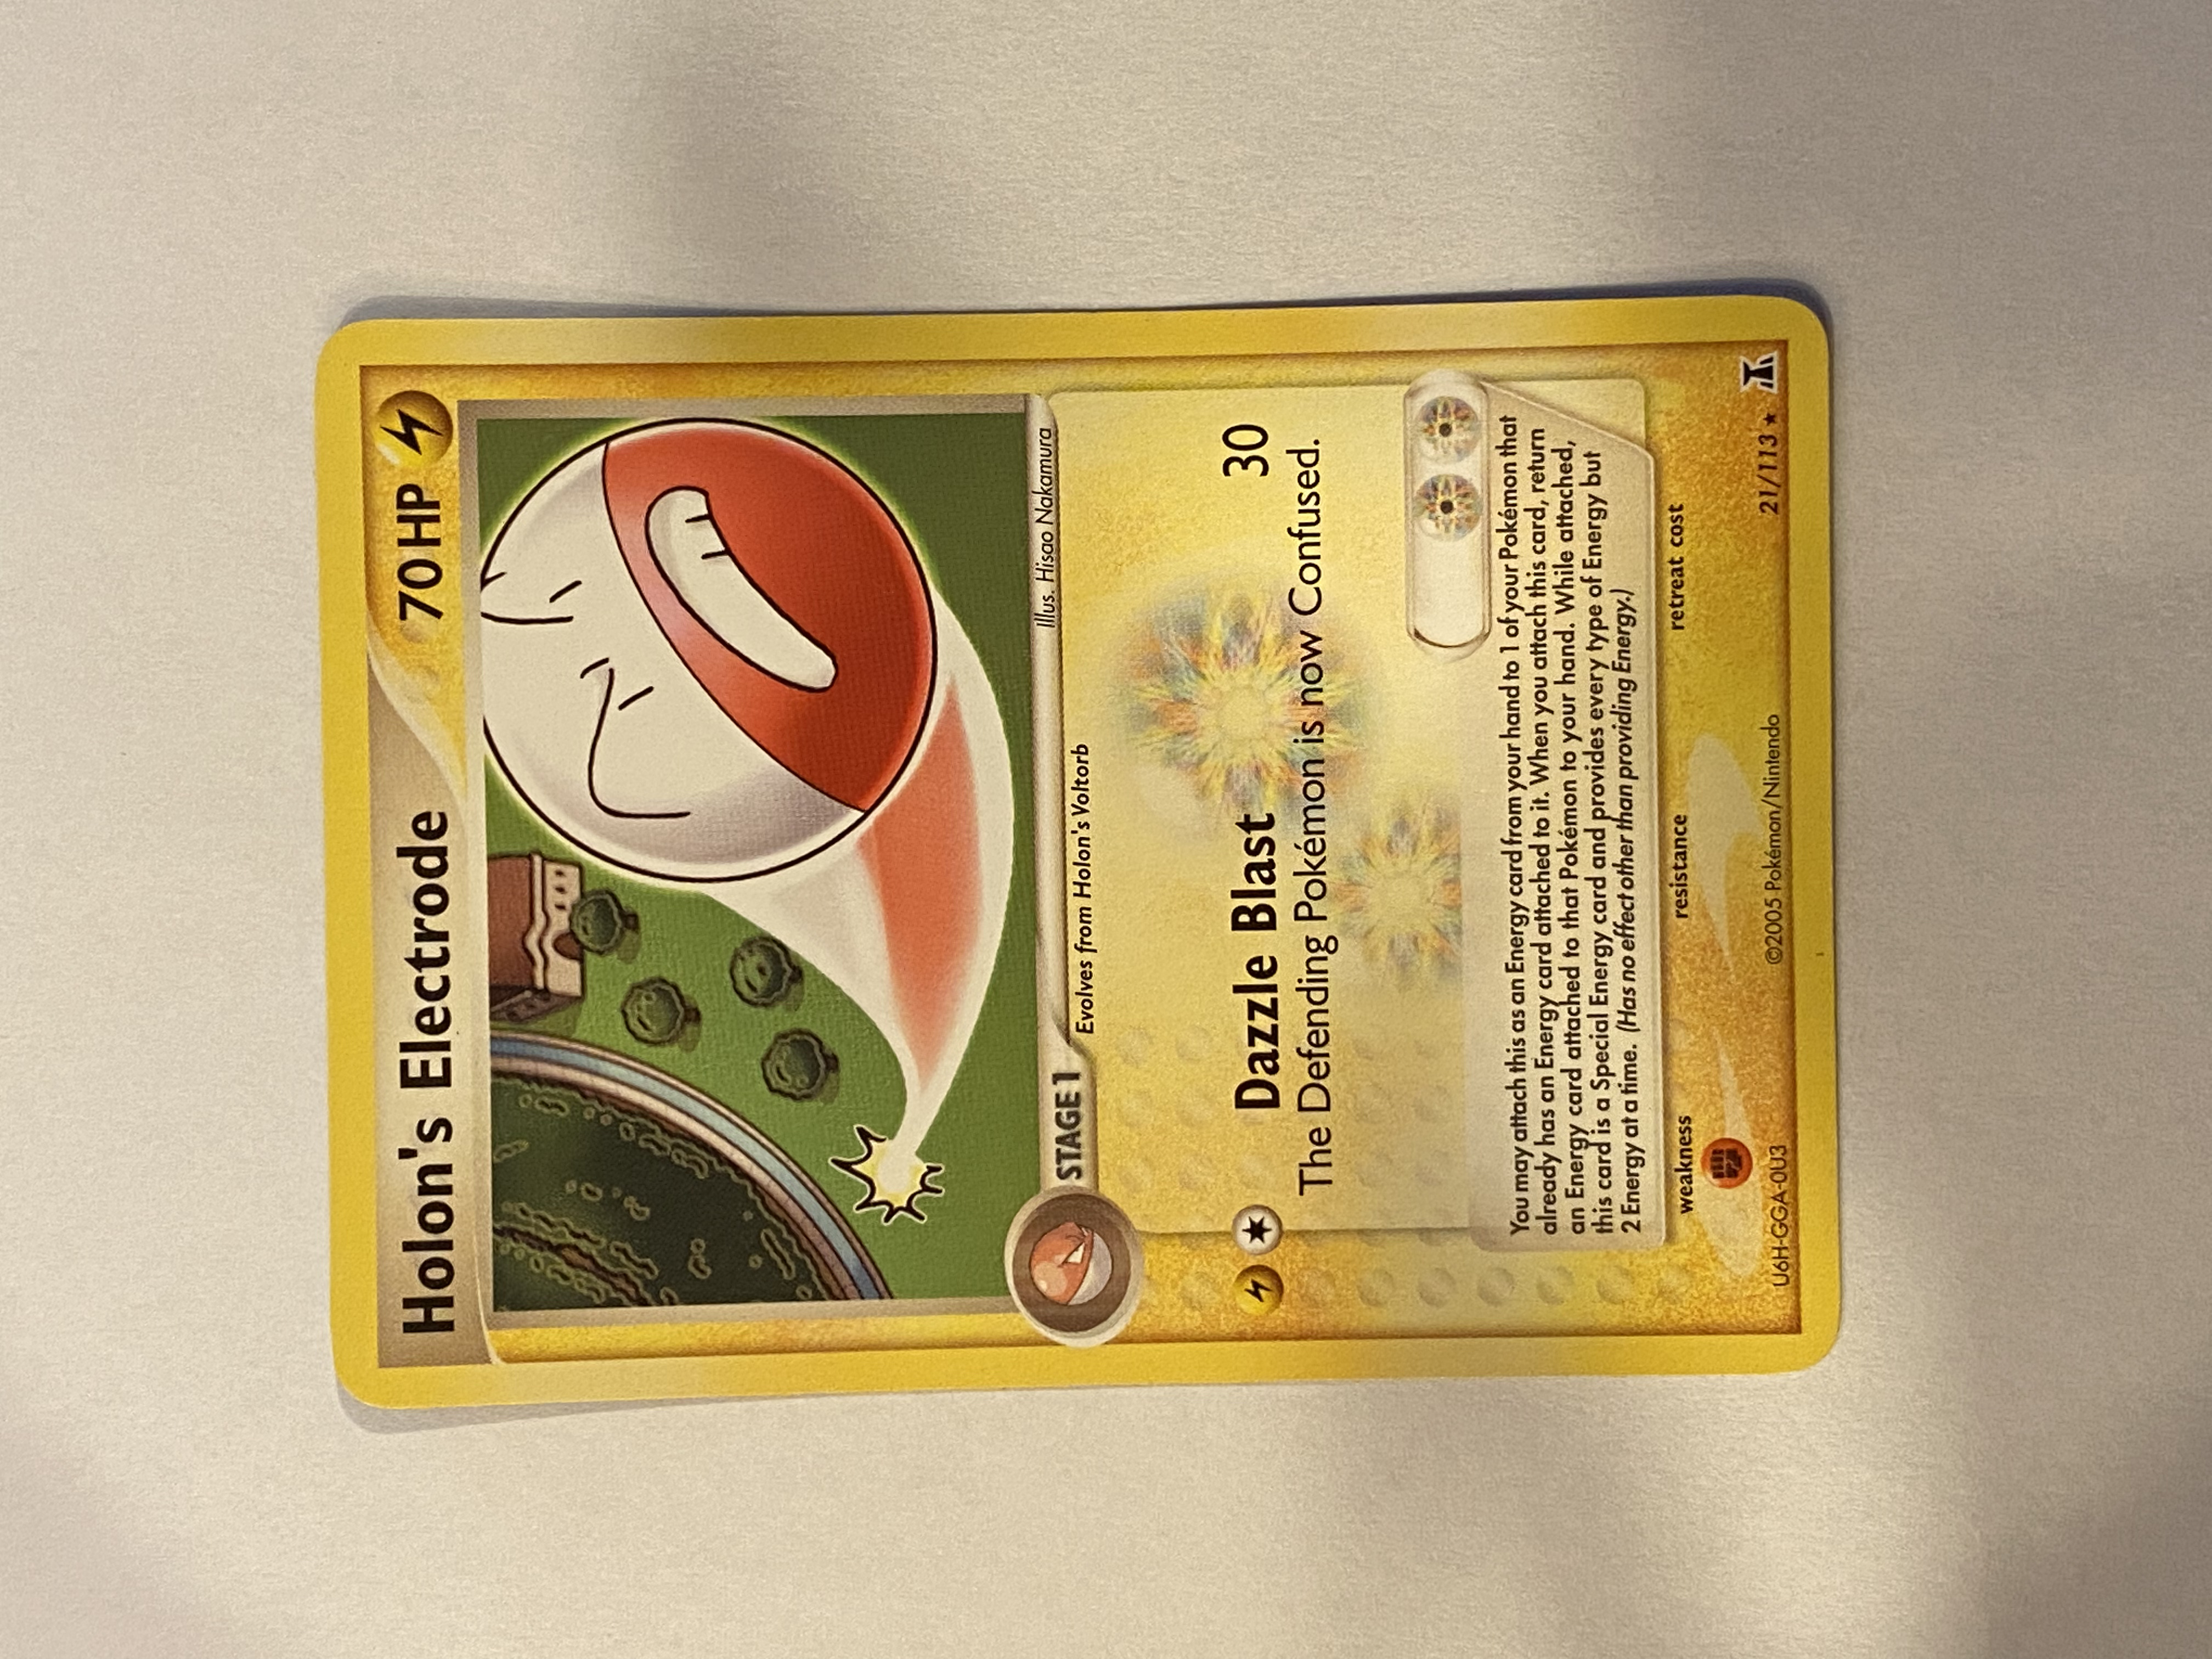 Holon's Electrode 70 HP
Illus. Hisao Nakamura
STAGE 1
Evolves from Holon's Voltorb
Dazzle Blast 30
The Defending Pokémon is now Confused.
You may attach this as an Energy card from your hand to 1 of your Pokémon that
already has an Energy card attached to it. When you attach this card, return
an Energy card attached to that Pokémon to your hand. While attached,
this card is a Special Energy card and provides every type of Energy but
2 Energy at a time. (Has no effect other than providing Energy.)
weakness resistance retreat cost
U6H-GGA-0U3 ©2005 Pokémon/Nintendo 21/113 ★